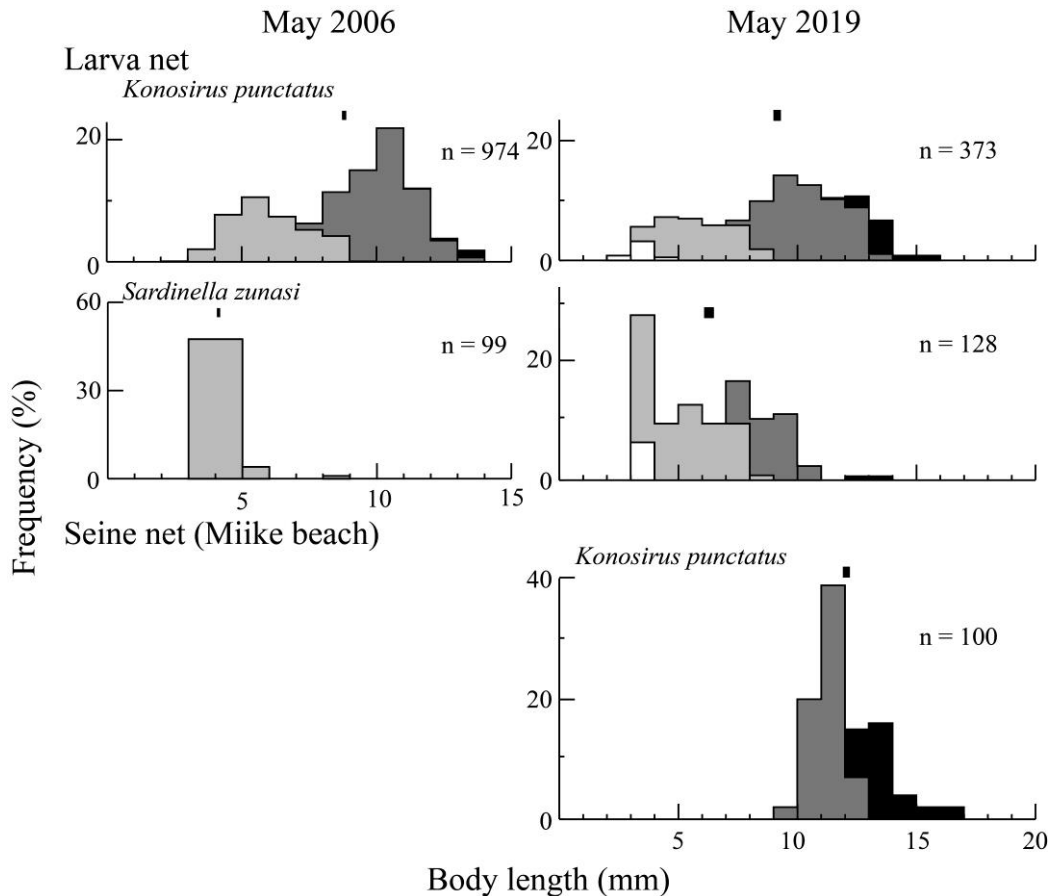 May 2006
May 2019
Larva net
Konosirus punctatus
20
0
n = 974
20
0
n = 373
Sardinella zunasi
60
30
0
n = 99
5
10
15
20
0
n = 128
Frequency (%)
Seine net (Miike beach)
Konosirus punctatus
40
20
0
n = 100
5
10
15
20
Body length (mm)